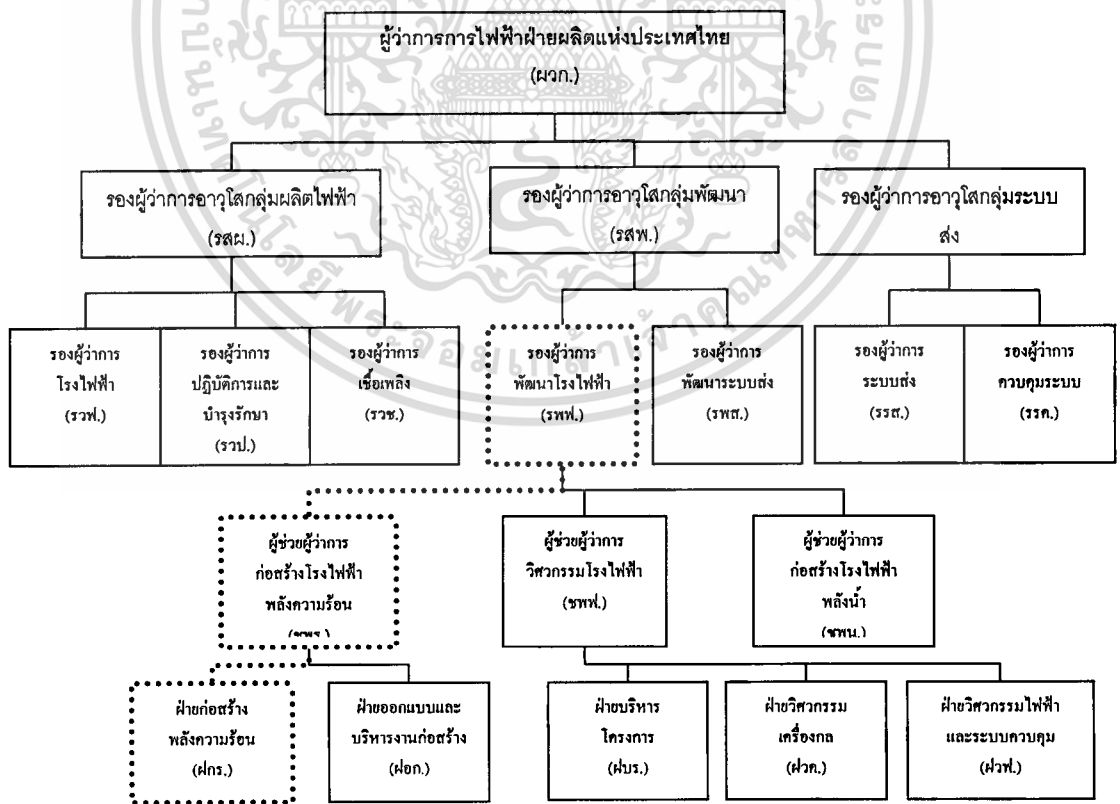 ผู้ว่าการการไฟฟ้าฝ่ายผลิตแห่งประเทศไทย
(ผวก.)
รองผู้ว่าการอาวุโสกลุ่มผลิตไฟฟ้า
(รสผ.)
รองผู้ว่าการอาวุโสกลุ่มพัฒนา
(รสพ.)
รองผู้ว่าการอาวุโสกลุ่มระบบ
ส่ง
รองผู้ว่าการ
โรงไฟฟ้า
(รวฟ.)
รองผู้ว่าการ
ปฏิบัติการและ
บำรุงรักษา
(รวป.)
รองผู้ว่าการ
เชื้อเพลิง
(รวช.)
รองผู้ว่าการ
พัฒนาโรงไฟฟ้า
(รพฟ.)
รองผู้ว่าการ
พัฒนาระบบส่ง
(รพส.)
รองผู้ว่าการ
ระบบส่ง
(รรส.)
รองผู้ว่าการ
ควบคุมระบบ
(รรค.)
ผู้ช่วยผู้ว่าการ
ก่อสร้างโรงไฟฟ้า
พลังความร้อน
(ชพร.)
ผู้ช่วยผู้ว่าการ
วิศวกรรมโรงไฟฟ้า
(ชพฟ.)
ผู้ช่วยผู้ว่าการ
ก่อสร้างโรงไฟฟ้า
พลังน้ำ
(ชพน.)
ฝ่ายก่อสร้าง
พลังความร้อน
(ฝกร.)
ฝ่ายออกแบบและ
บริหารงานก่อสร้าง
(ฝอก.)
ฝ่ายบริหาร
โครงการ
(ฝบร.)
ฝ่ายวิศวกรรม
เครื่องกล
(ฝวค.)
ฝ่ายวิศวกรรมไฟฟ้า
และระบบควบคุม
(ฝวฟ.)